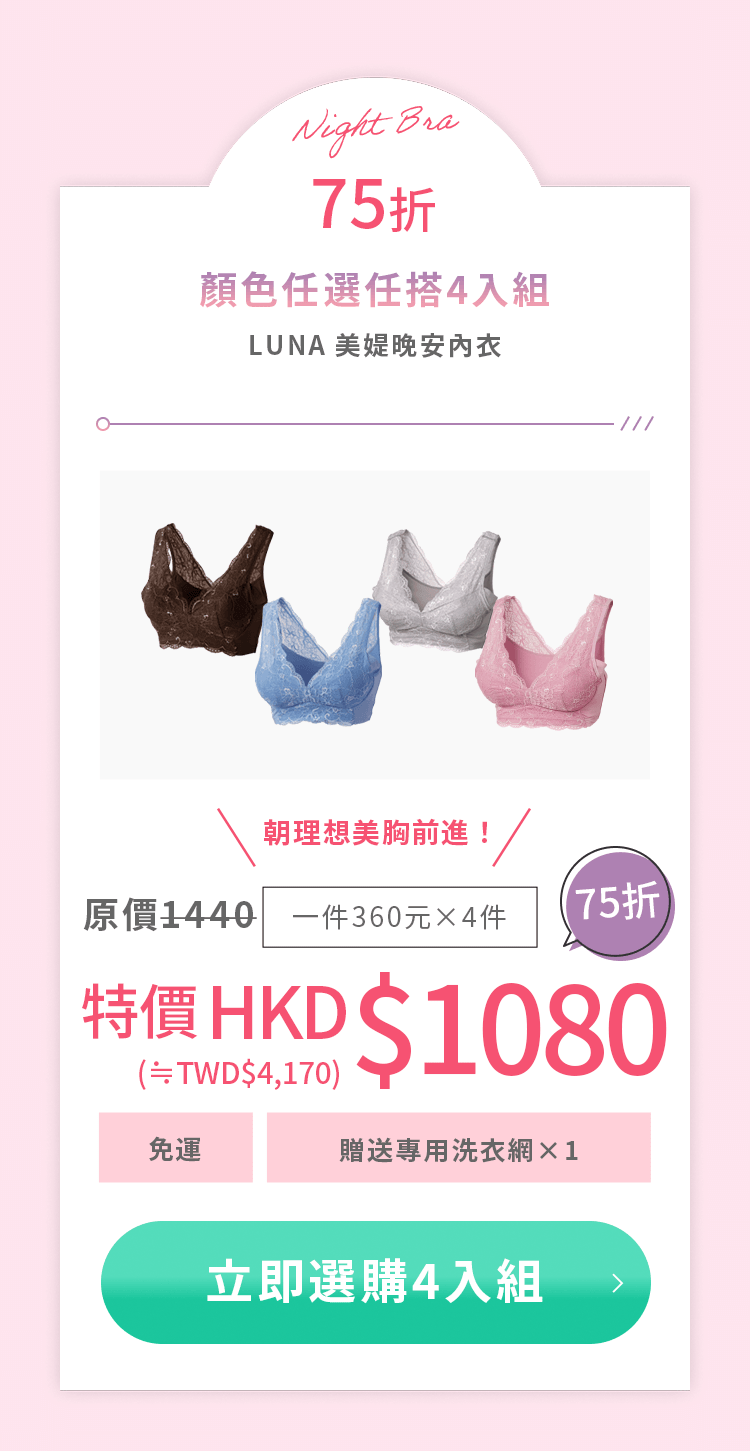 Night Bra
75折
顏色任選任搭4入組
LUNA 美媞晚安內衣
朝理想美胸前進！
原價1440 一件360元×4件 75折
特價 HKD$1080
(≒TWD$4,170)
免運 贈送專用洗衣網×1
立即選購4入組